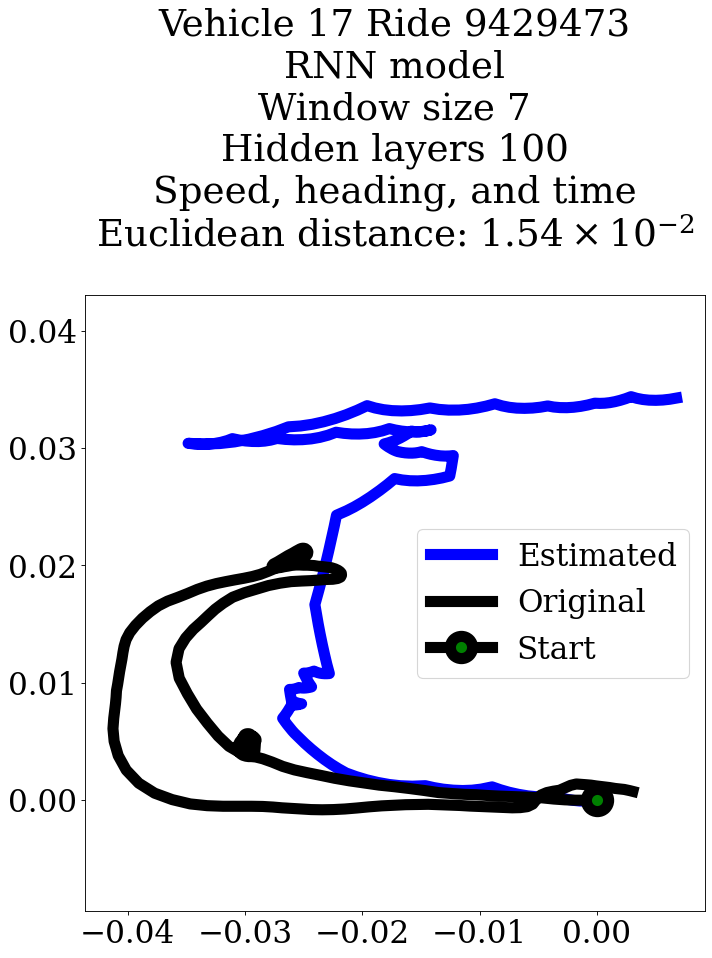 Vehicle 17 Ride 9429473
RNN model
Window size 7
Hidden layers 100
Speed, heading, and time
Euclidean distance: 1.54 × 10⁻²
0.04
0.03
0.02
0.01
0.00
Estimated
Original
Start
−0.04 −0.03 −0.02 −0.01 0.00